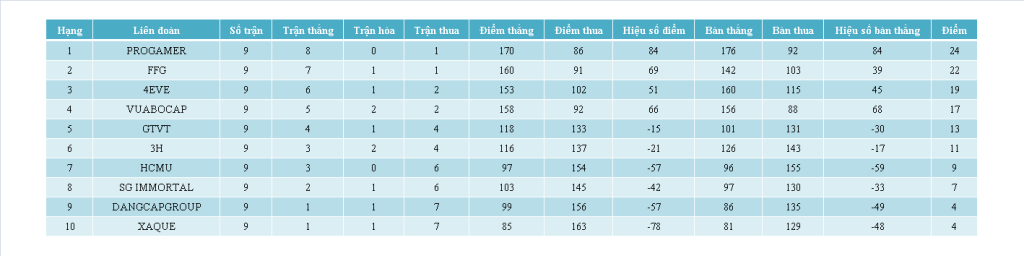 Hạng Liên đoàn Số trận Trận thắng Trận hòa Trận thua Điểm thắng Điểm thua Hiệu số điểm Bàn thắng Bàn thua Hiệu số bàn thắng Điểm
1 PROGAMER 9 8 0 1 170 86 84 176 92 84 24
2 FFG 9 7 1 1 160 91 69 142 103 39 22
3 4EVE 9 6 1 2 153 102 51 160 115 45 19
4 VUABOCAP 9 5 2 2 158 92 66 156 88 68 17
5 GTVT 9 4 1 4 118 133 -15 101 131 -30 13
6 3H 9 3 2 4 116 137 -21 126 143 -17 11
7 HCMU 9 3 0 6 97 154 -57 96 155 -59 9
8 SG IMMORTAL 9 2 1 6 103 145 -42 97 130 -33 7
9 DANGCAPGROUP 9 1 1 7 99 156 -57 86 135 -49 4
10 XAQUE 9 1 1 7 85 163 -78 81 129 -48 4